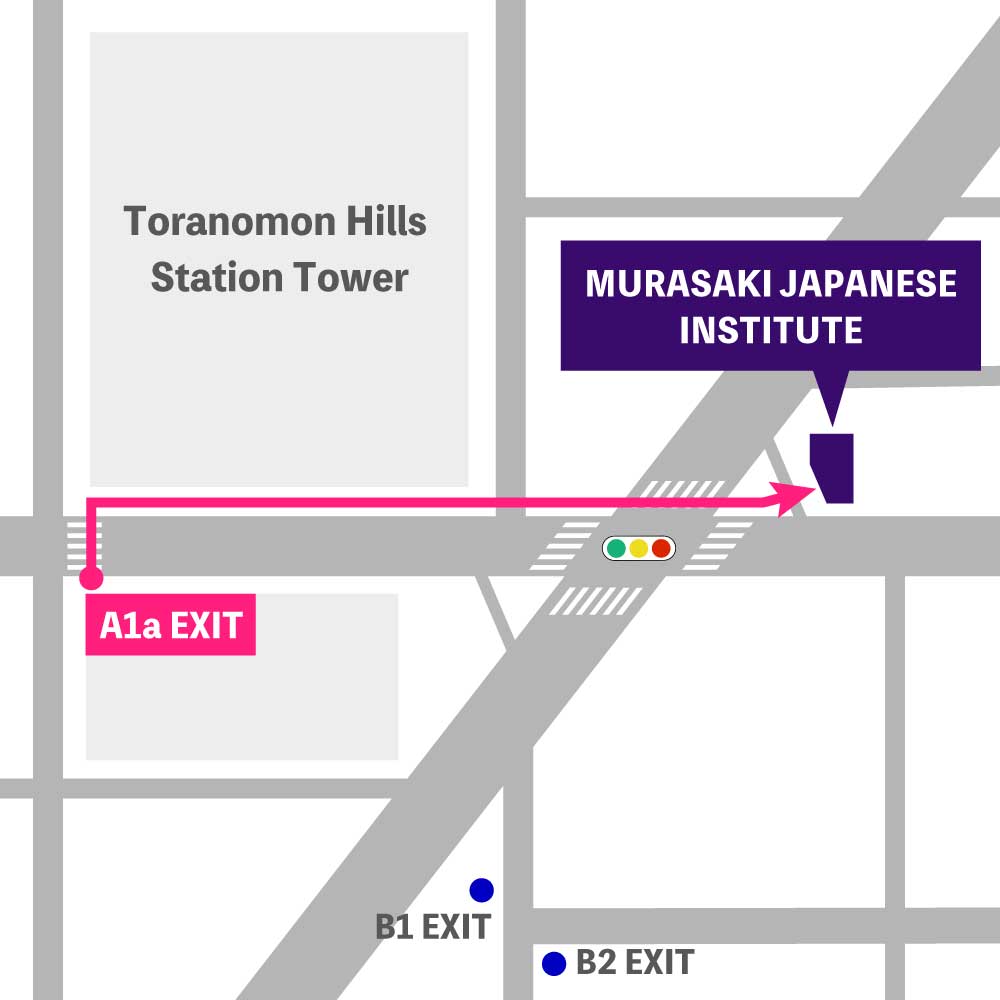 Toranomon Hills
Station Tower
MURASAKI JAPANESE
INSTITUTE
A1a EXIT
B1 EXIT
B2 EXIT